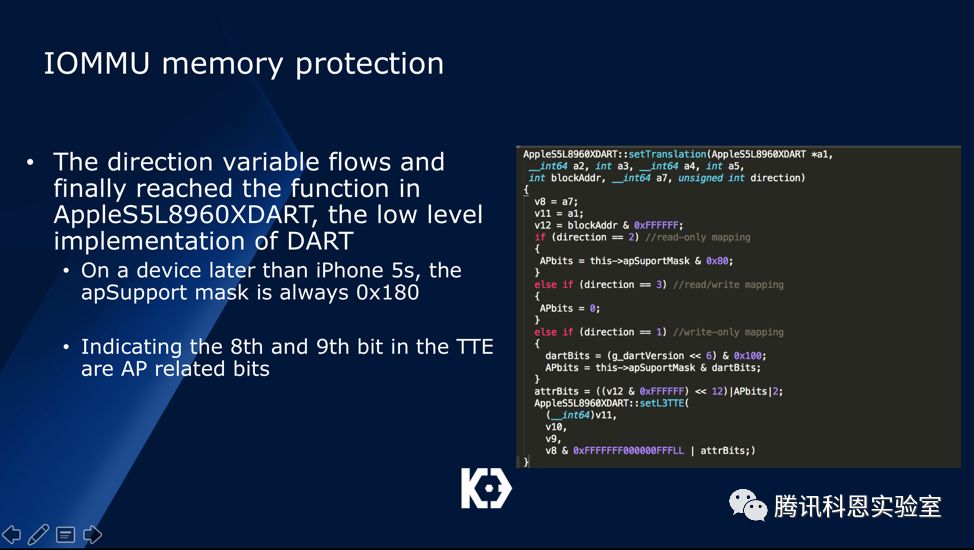 IOMMU memory protection
• The direction variable flows and
finally reached the function in
AppleS5L8960XDART, the low level
implementation of DART
• On a device later than iPhone 5s, the
apSupport mask is always 0x180
• Indicating the 8th and 9th bit in the TTE
are AP related bits
AppleS5L8960XDART::setTranslation(AppleS5L8960XDART *a1,
__int64 a2, int a3, __int64 a4, int a5,
int blockAddr, __int64 a7, unsigned int direction)
{
v8 = a7;
v11 = a1;
v12 = blockAddr & 0xFFFFFF;
if (direction == 2) //read-only mapping
{
APbits = this->apSuportMask & 0x80;
}
else if (direction == 3) //read/write mapping
{
APbits = 0;
}
else if (direction == 1) //write-only mapping
{
dartBits = (g_dartVersion << 6) & 0x100;
APbits = this->apSuportMask & dartBits;
}
attrBits = ((v12 & 0xFFFFFF) << 12)|APbits|2;
AppleS5L8960XDART::setL3TTE(
(__int64)v11,
v10,
v9,
v8 & 0xFFFFFFF000000FFFLL | attrBits;)
}
腾讯科恩实验室